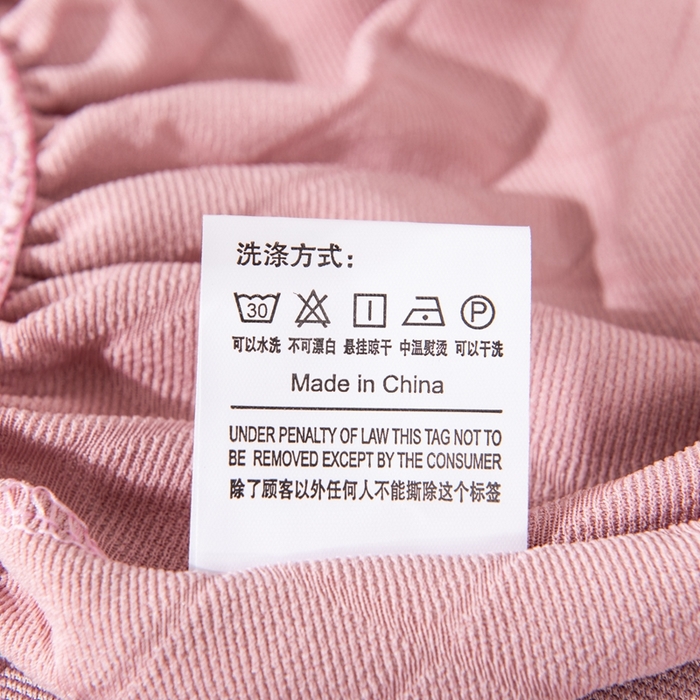 洗涤方式：
30 P
可以水洗 不可漂白 悬挂晾干 中温熨烫 可以干洗
Made in China
UNDER PENALTY OF LAW THIS TAG NOT TO
BE REMOVED EXCEPT BY THE CONSUMER
除了顾客以外任何人不能撕除这个标签